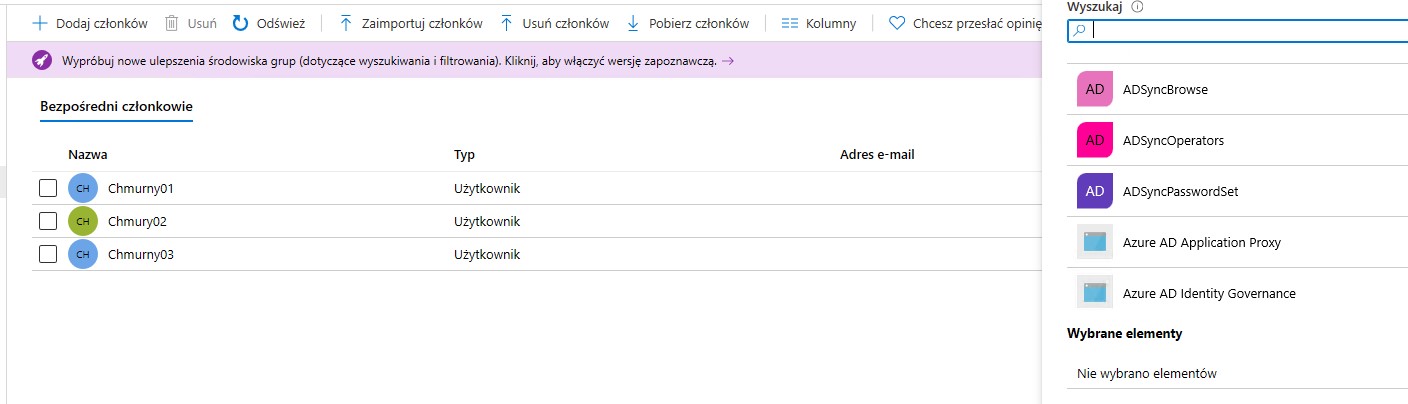 Dodaj członków Usuń Odśwież Zaimportuj członków Usuń członków Pobierz członków Kolumny Chcesz przesłać opinię
Wypróbuj nowe ulepszenia środowiska grup (dotyczące wyszukiwania i filtrowania). Kliknij, aby włączyć wersję zapoznawczą. →
Bezpośredni członkowie
Nazwa Typ Adres e-mail
CH Chmurny01 Użytkownik
CH Chmury02 Użytkownik
CH Chmurny03 Użytkownik
Wyszukaj
AD ADSyncBrowse
AD ADSyncOperators
AD ADSyncPasswordSet
Azure AD Application Proxy
Azure AD Identity Governance
Wybrane elementy
Nie wybrano elementów